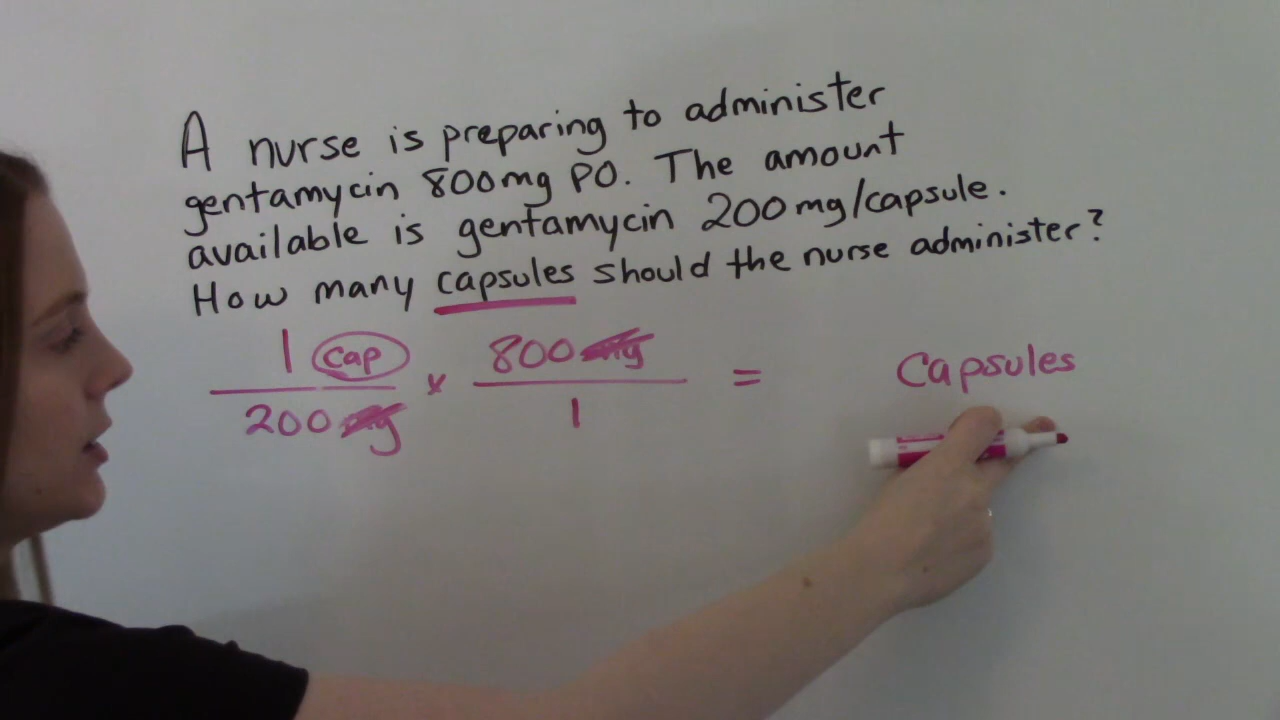 A nurse is preparing to administer
gentamycin 800mg PO. The amount
available is gentamycin 200mg/capsule.
How many capsules should the nurse administer?
1 cap × 800 mg = capsules
200 mg 1